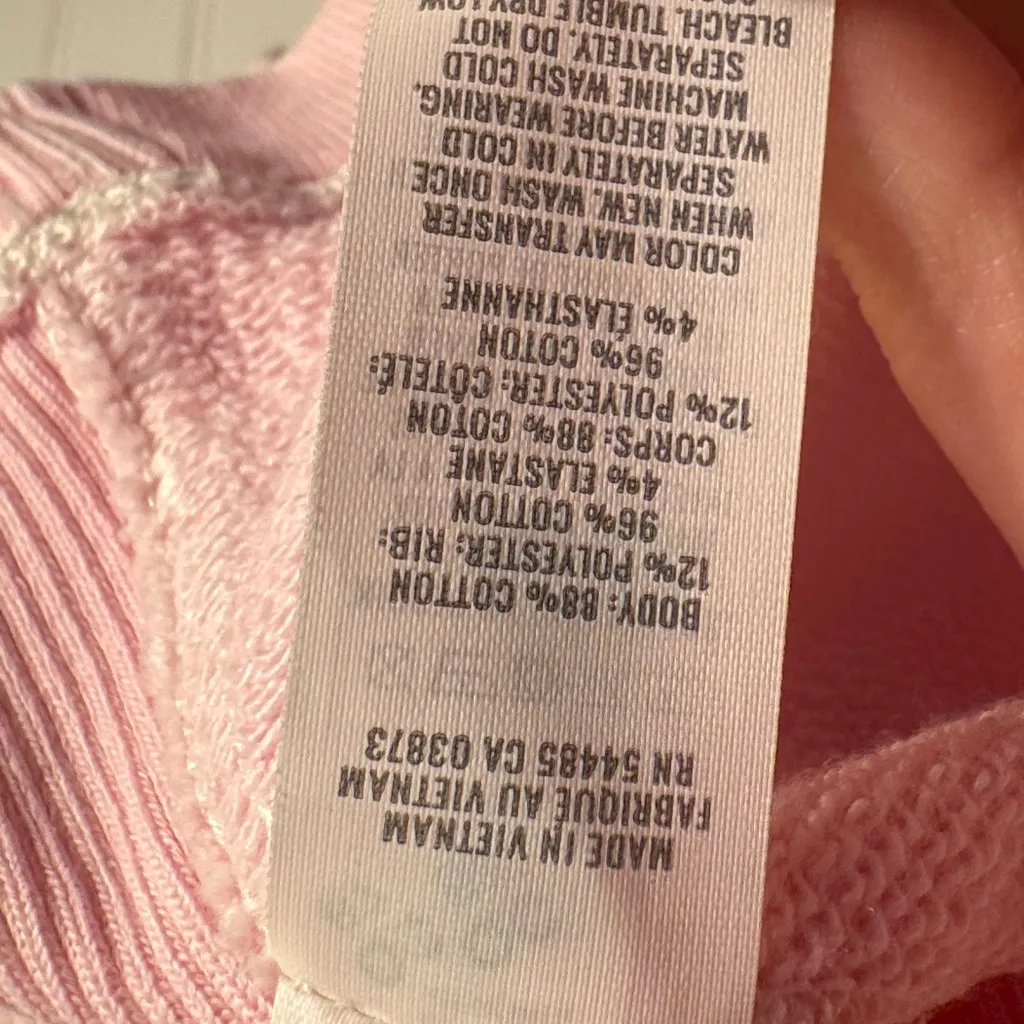 MADE IN VIETNAM
FABRIQUÉ AU VIETNAM
RN 54485 CA 03873
BODY: 88% COTTON
12% POLYESTER: RIB:
96% COTTON
4% ELASTANE
CORPS: 88% COTON
12% POLYESTER: CÔTELÉ:
96% COTON
4% ÉLASTHANNE
COLOR MAY TRANSFER
WHEN NEW. WASH ONCE
SEPARATELY IN COLD
WATER BEFORE WEARING.
MACHINE WASH COLD
SEPARATELY. DO NOT
BLEACH. TUMBLE DRY LOW